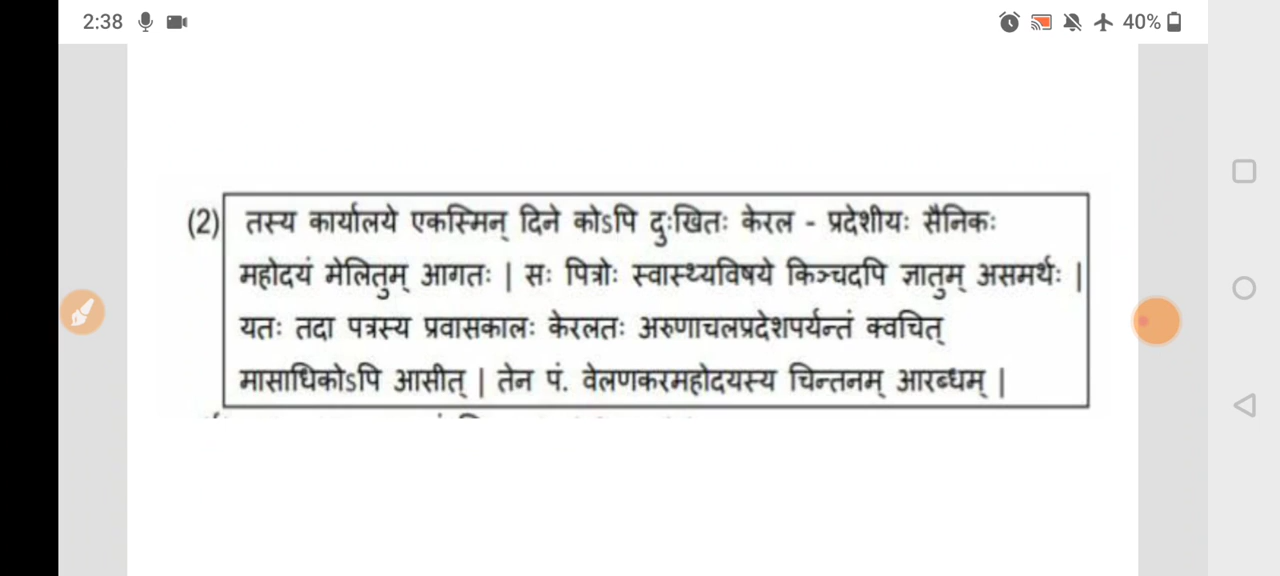 2:38 40%
(2) तस्य कार्यालये एकस्मिन् दिने कोऽपि दुःखितः केरल - प्रदेशीयः सैनिकः
महोदयं मेलितुम् आगतः | सः पित्रोः स्वास्थ्यविषये किञ्चदपि ज्ञातुम् असमर्थः |
यतः तदा पत्रस्य प्रवासकालः केरलतः अरुणाचलप्रदेशपर्यन्तं क्वचित्
मासाधिकोऽपि आसीत् | तेन पं. वेलणकरमहोदयस्य चिन्तनम् आरब्धम् |